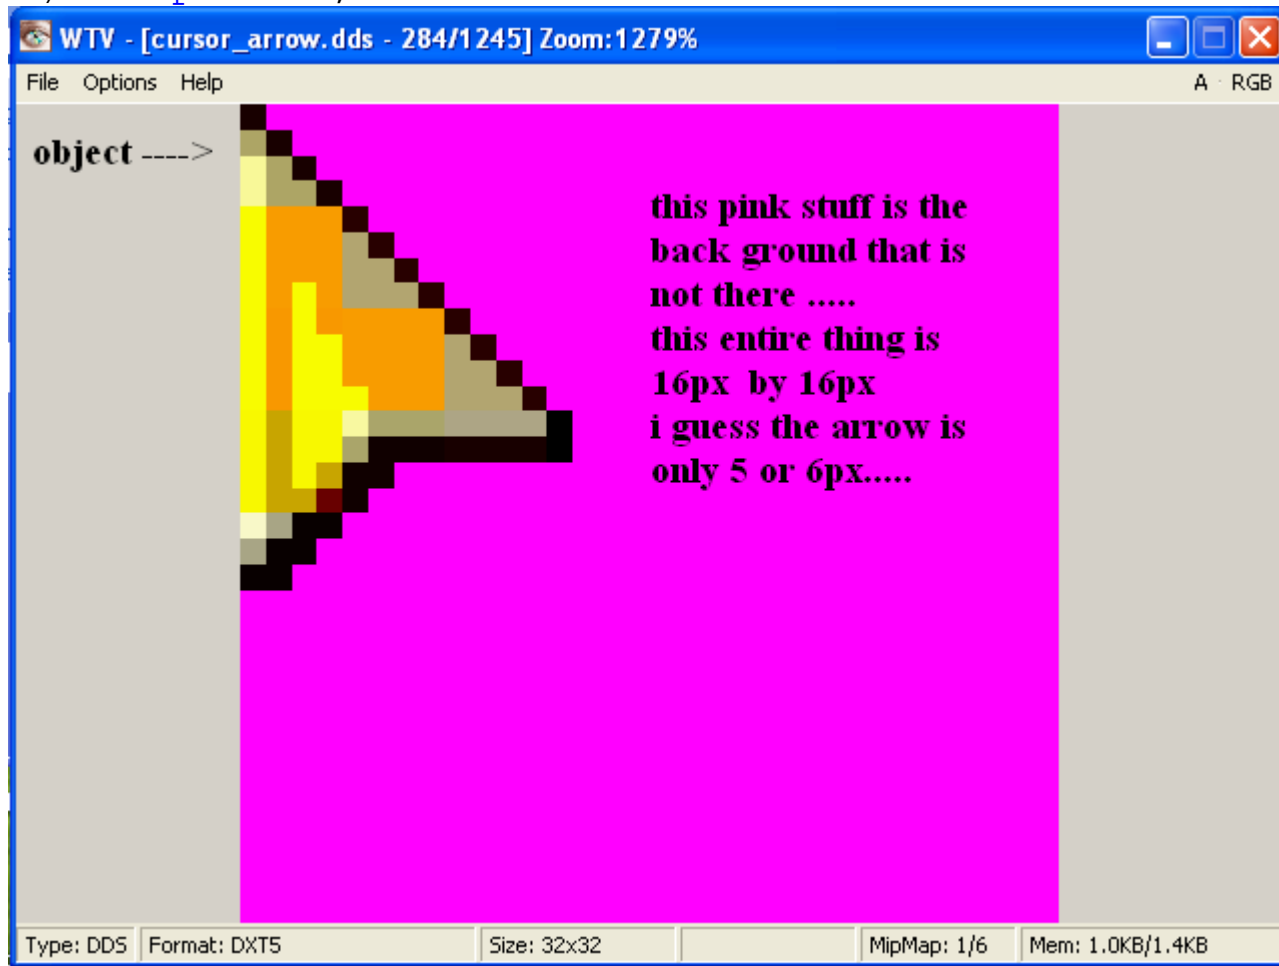 WTV - [cursor_arrow.dds - 284/1245] Zoom:1279%
File Options Help A RGB
object ---->
this pink stuff is the
back ground that is
not there .....
this entire thing is
16px by 16px
i guess the arrow is
only 5 or 6px.....
Type: DDS Format: DXT5 Size: 32x32 MipMap: 1/6 Mem: 1.0KB/1.4KB